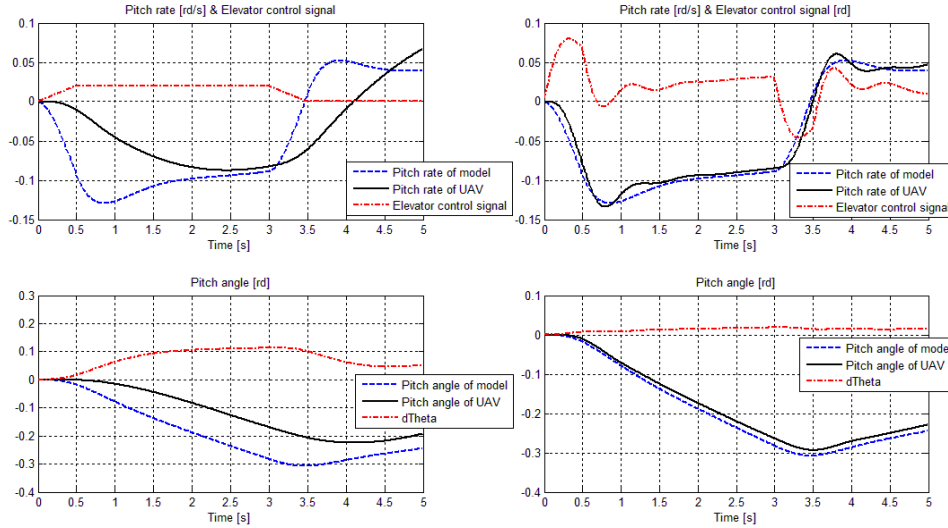 Pitch rate [rd/s] & Elevator control signal
0.1
0.05
0
-0.05
-0.1
-0.15
0 0.5 1 1.5 2 2.5 3 3.5 4 4.5 5
Time [s]
Pitch rate of model
Pitch rate of UAV
Elevator control signal
Pitch rate [rd/s] & Elevator control signal [rd]
0.1
0.05
0
-0.05
-0.1
-0.15
0 0.5 1 1.5 2 2.5 3 3.5 4 4.5 5
Time [s]
Pitch rate of model
Pitch rate of UAV
Elevator control signal
Pitch angle [rd]
0.3
0.2
0.1
0
-0.1
-0.2
-0.3
-0.4
0 0.5 1 1.5 2 2.5 3 3.5 4 4.5 5
Time [s]
Pitch angle of model
Pitch angle of UAV
dTheta
Pitch angle [rd]
0.1
0
-0.1
-0.2
-0.3
-0.4
0 0.5 1 1.5 2 2.5 3 3.5 4 4.5 5
Time [s]
Pitch angle of model
Pitch angle of UAV
dTheta